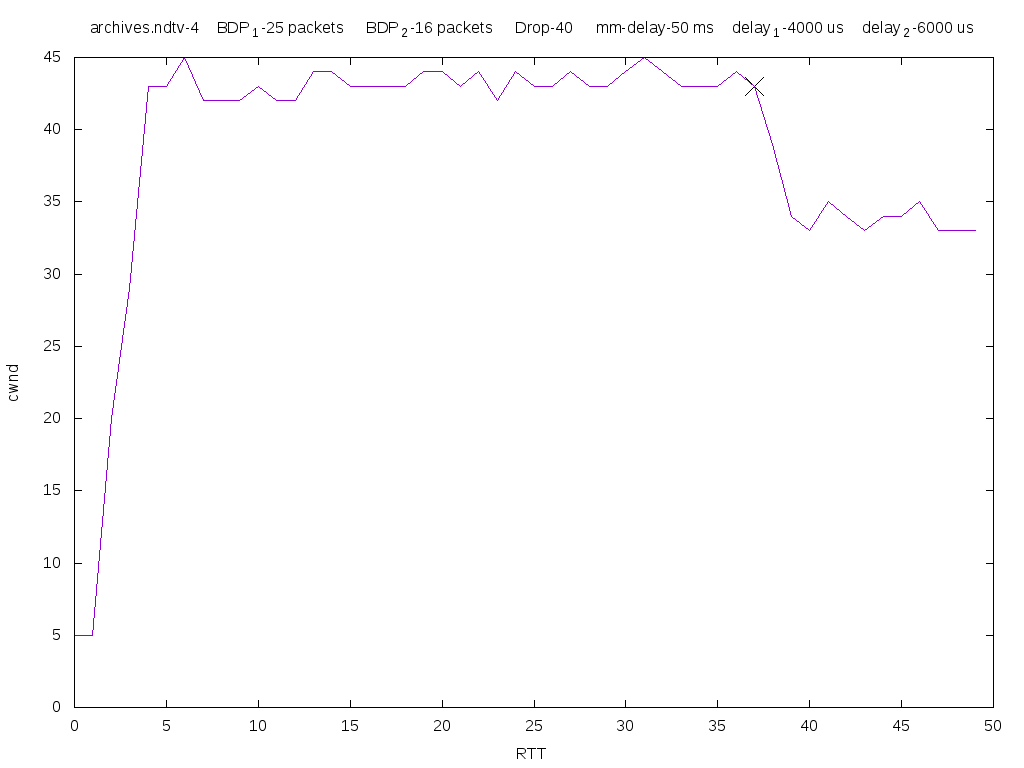 archives.ndtv-4 BDP1-25 packets BDP2-16 packets Drop-40 mm-delay-50 ms delay1-4000 us delay2-6000 us
45
40
35
30
25
20
15
10
5
0
cwnd
0 5 10 15 20 25 30 35 40 45 50
RTT